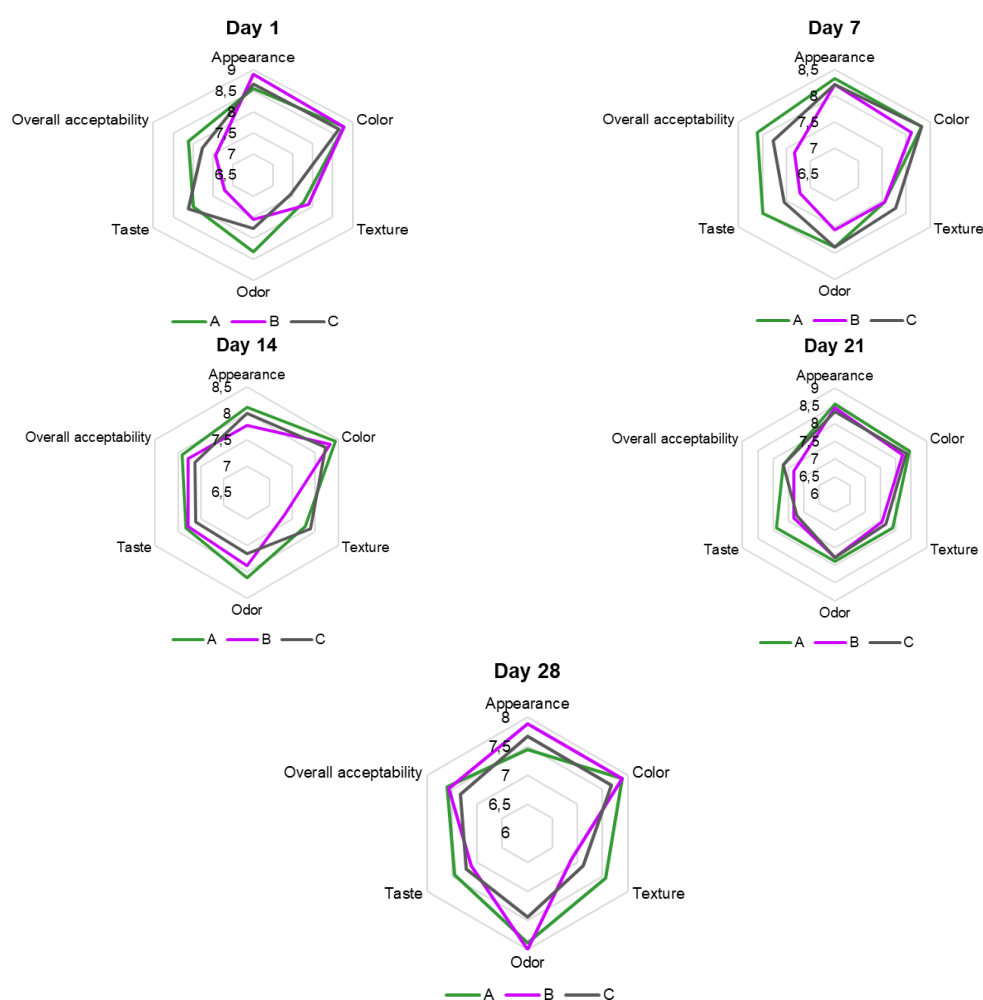 Day 1
Appearance
9
8,5
8
7,5
7
6,5
Color
Texture
Odor
Taste
Overall acceptability
A B C
Day 7
Appearance
8,5
8
7,5
7
6,5
Color
Texture
Odor
Taste
Overall acceptability
A B C
Day 14
Appearance
8,5
8
7,5
7
6,5
Color
Texture
Odor
Taste
Overall acceptability
A B C
Day 21
Appearance
9
8,5
8
7,5
7
6,5
6
Color
Texture
Odor
Taste
Overall acceptability
A B C
Day 28
Appearance
8
7,5
7
6,5
6
Color
Texture
Odor
Taste
Overall acceptability
A B C